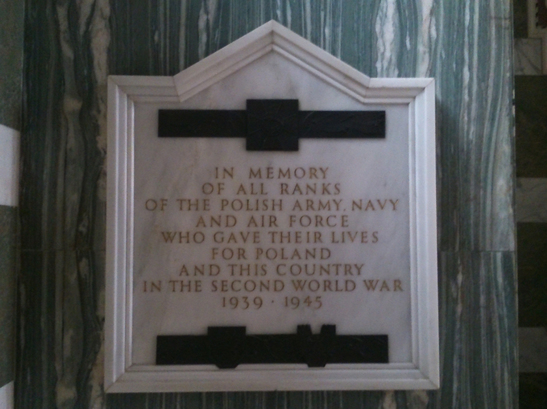 IN MEMORY
OF ALL RANKS
OF THE POLISH ARMY, NAVY
AND AIR FORCE
WHO GAVE THEIR LIVES
FOR POLAND
AND THIS COUNTRY
IN THE SECOND WORLD WAR
1939 · 1945